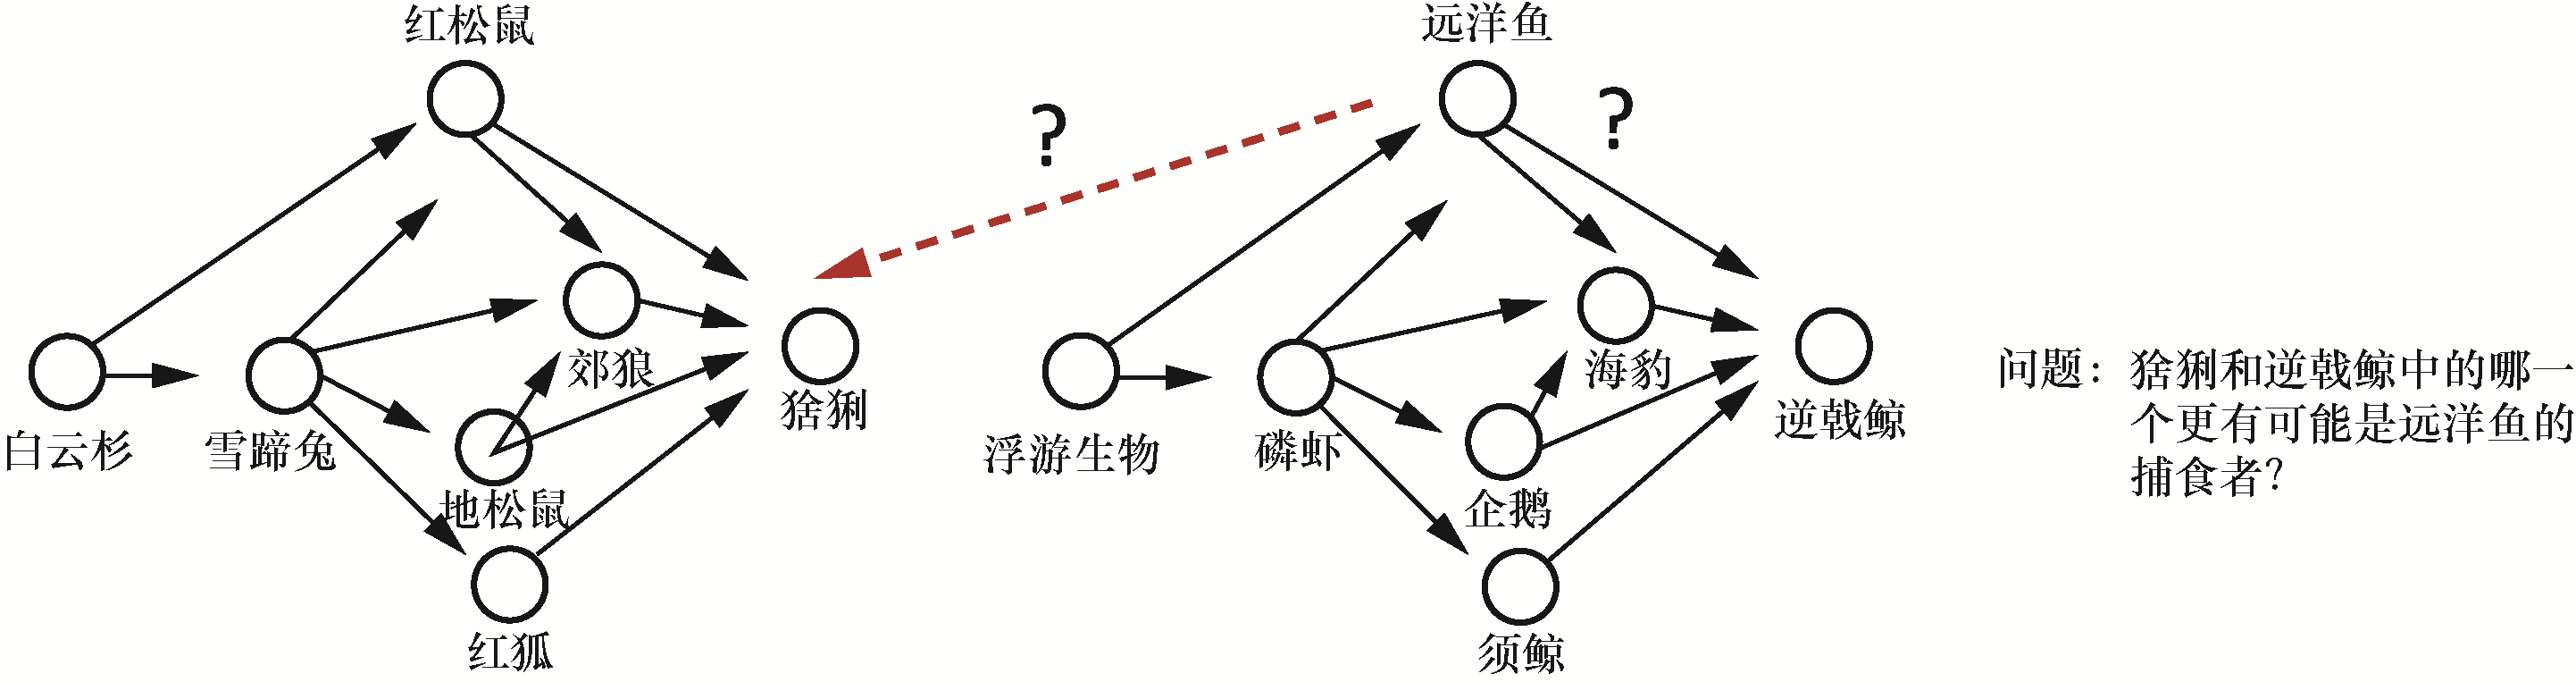 红松鼠
远洋鱼
?
?
郊狼
猞猁
海豹
逆戟鲸
白云杉
雪蹄兔
地松鼠
红狐
浮游生物
磷虾
企鹅
须鲸
问题：猞猁和逆戟鲸中的哪一
个更有可能是远洋鱼的
捕食者？